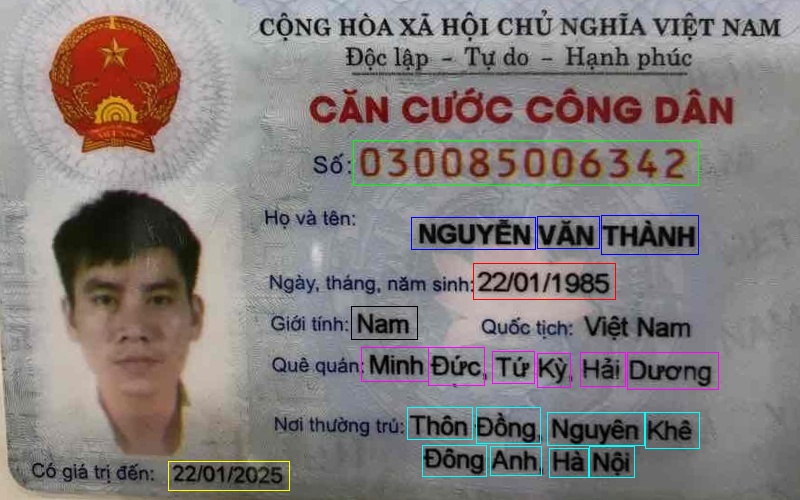 CỘNG HÒA XÃ HỘI CHỦ NGHĨA VIỆT NAM
Độc lập - Tự do - Hạnh phúc
CĂN CƯỚC CÔNG DÂN
Số: 030085006342
Họ và tên: NGUYỄN VĂN THÀNH
Ngày, tháng, năm sinh: 22/01/1985
Giới tính: Nam Quốc tịch: Việt Nam
Quê quán: Minh Đức, Tứ Kỳ, Hải Dương
Nơi thường trú: Thôn Đồng, Nguyên Khê
Đông Anh, Hà Nội
Có giá trị đến: 22/01/2025